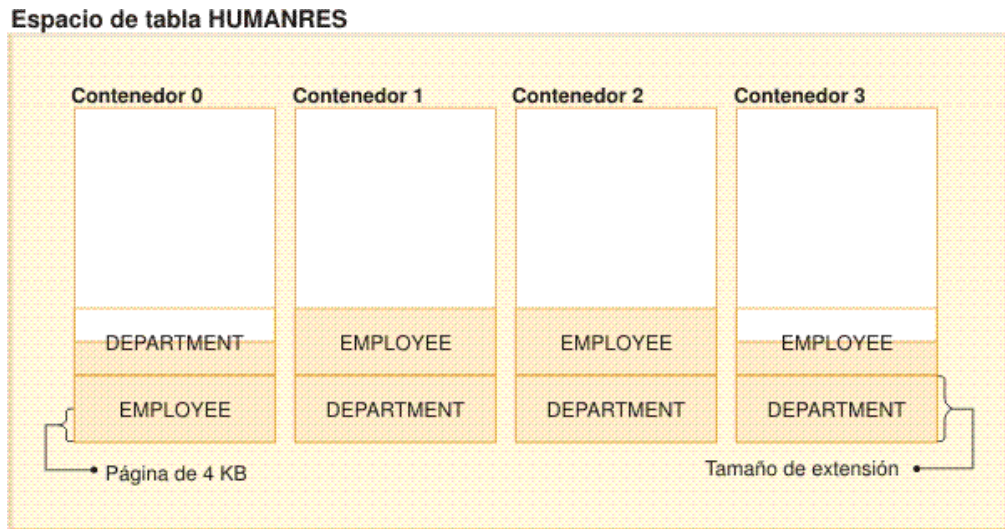 Espacio de tabla HUMANRES
Contenedor 0
Contenedor 1
Contenedor 2
Contenedor 3
DEPARTMENT
EMPLOYEE
EMPLOYEE
EMPLOYEE
EMPLOYEE
DEPARTMENT
DEPARTMENT
DEPARTMENT
Página de 4 KB
Tamaño de extensión